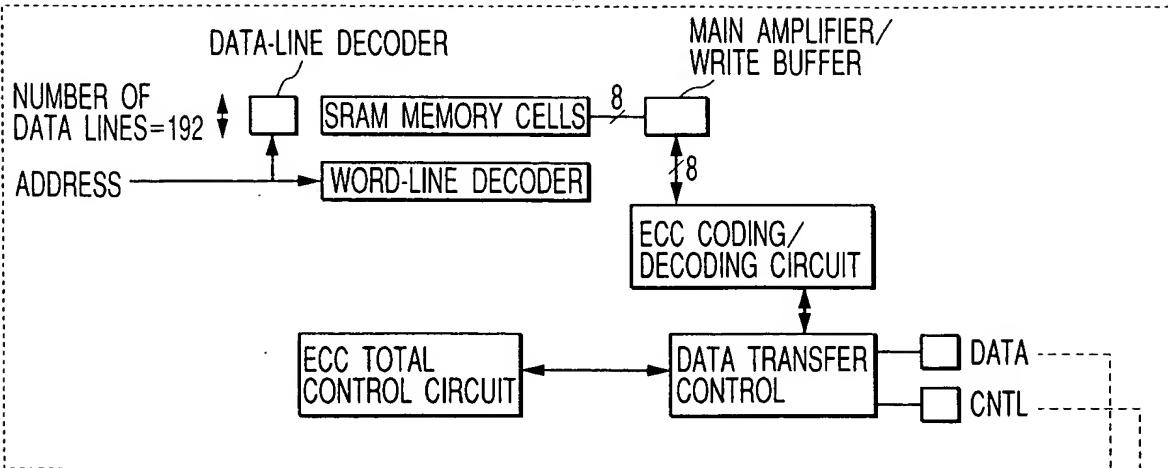 DATA-LINE DECODER
MAIN AMPLIFIER/
WRITE BUFFER
NUMBER OF
DATA LINES=192
SRAM MEMORY CELLS
8
ADDRESS
WORD-LINE DECODER
8
ECC CODING/
DECODING CIRCUIT
ECC TOTAL
CONTROL CIRCUIT
DATA TRANSFER
CONTROL
DATA
CNTL